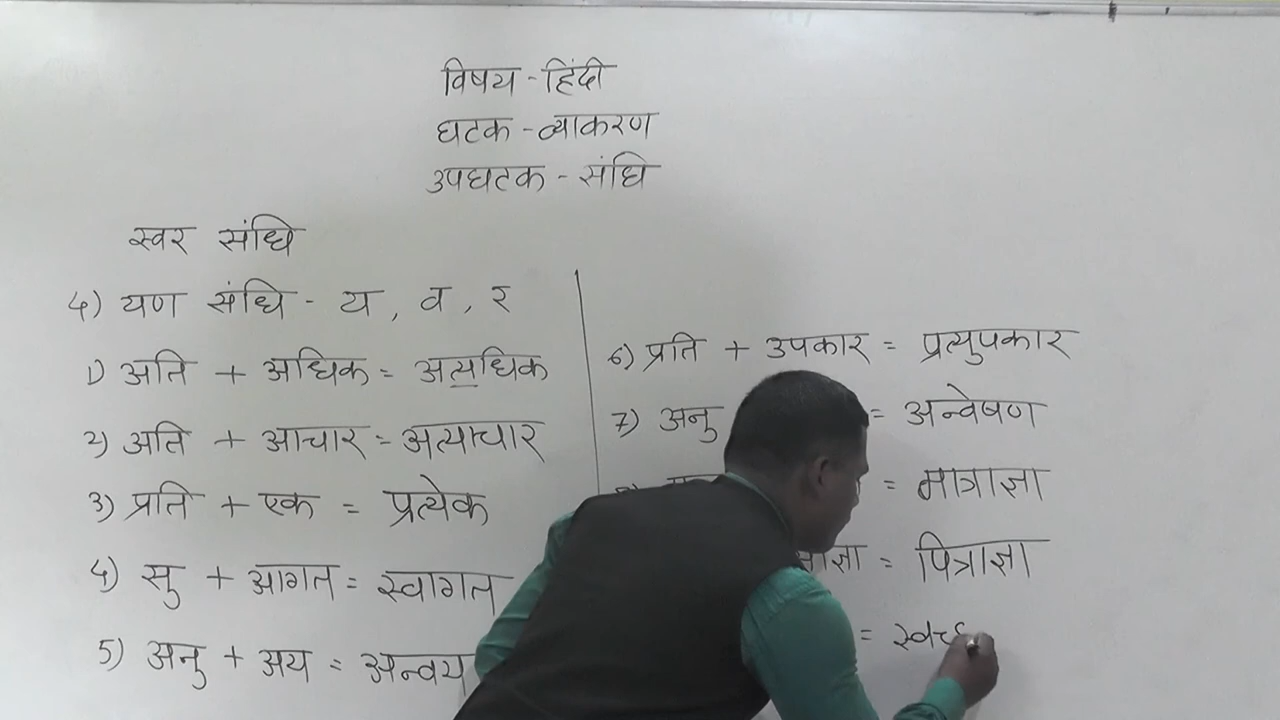 विषय - हिंदी
घटक - व्याकरण
उपघटक - संधि
स्वर संधि
4) यण संधि - य, व, र
1) अति + अधिक = अत्यधिक
2) अति + आचार = अत्याचार
3) प्रति + एक = प्रत्येक
4) सु + आगत = स्वागत
5) अनु + अय = अन्वय
6) प्रति + उपकार = प्रत्युपकार
7) अनु = अन्वेषण
= मात्राज्ञा
= पित्राज्ञा
=